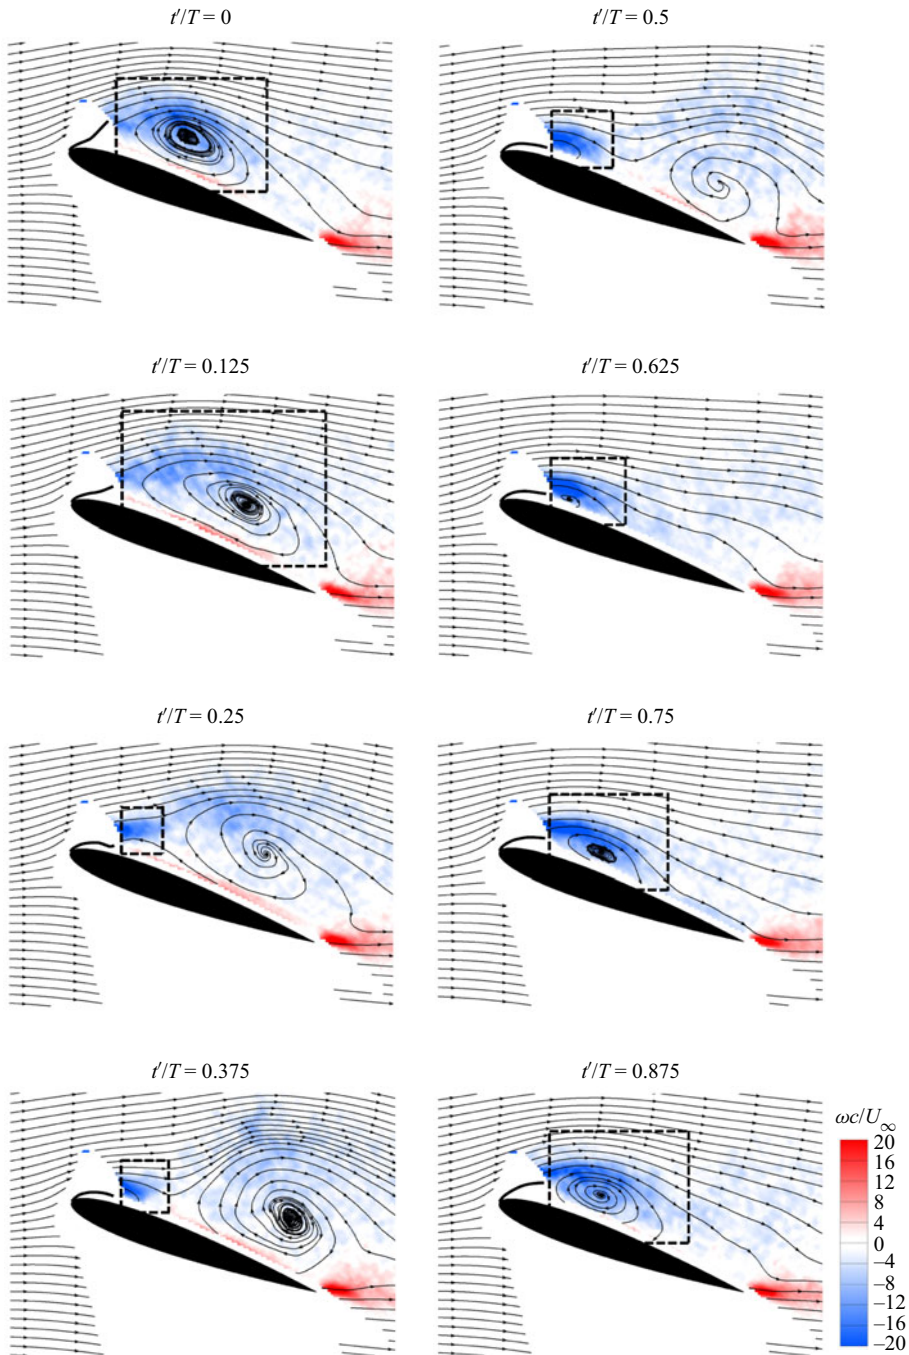 t′/T = 0
t′/T = 0.5
t′/T = 0.125
t′/T = 0.625
t′/T = 0.25
t′/T = 0.75
t′/T = 0.375
t′/T = 0.875
ωc/U∞
20
16
12
8
4
0
–4
–8
–12
–16
–20